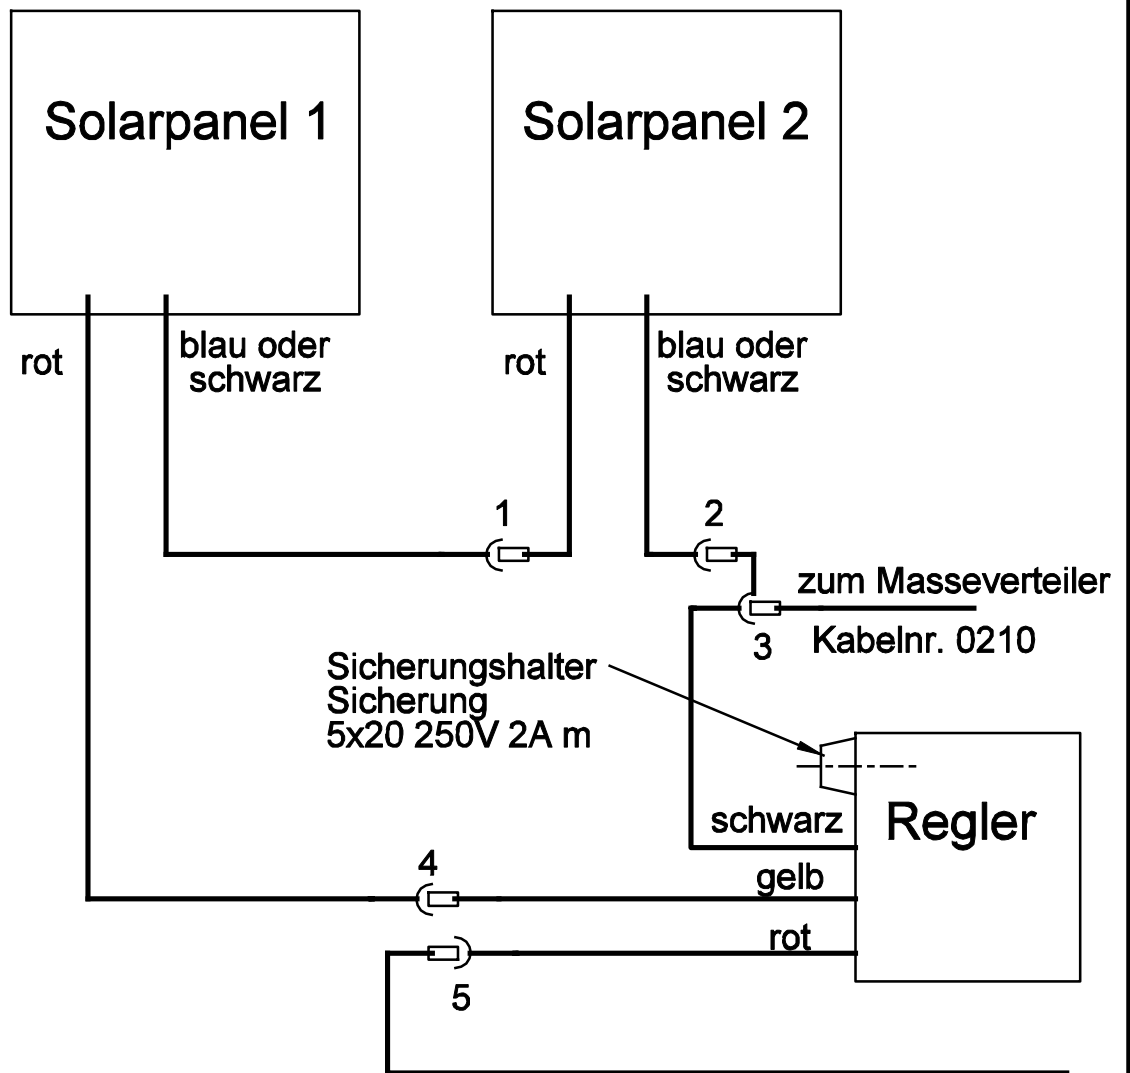 Solarpanel 1
Solarpanel 2
rot
blau oder
schwarz
rot
blau oder
schwarz
1
2
zum Masseverteiler
3
Kabelnr. 0210
Sicherungshalter
Sicherung
5x20 250V 2A m
schwarz
Regler
4
gelb
rot
5